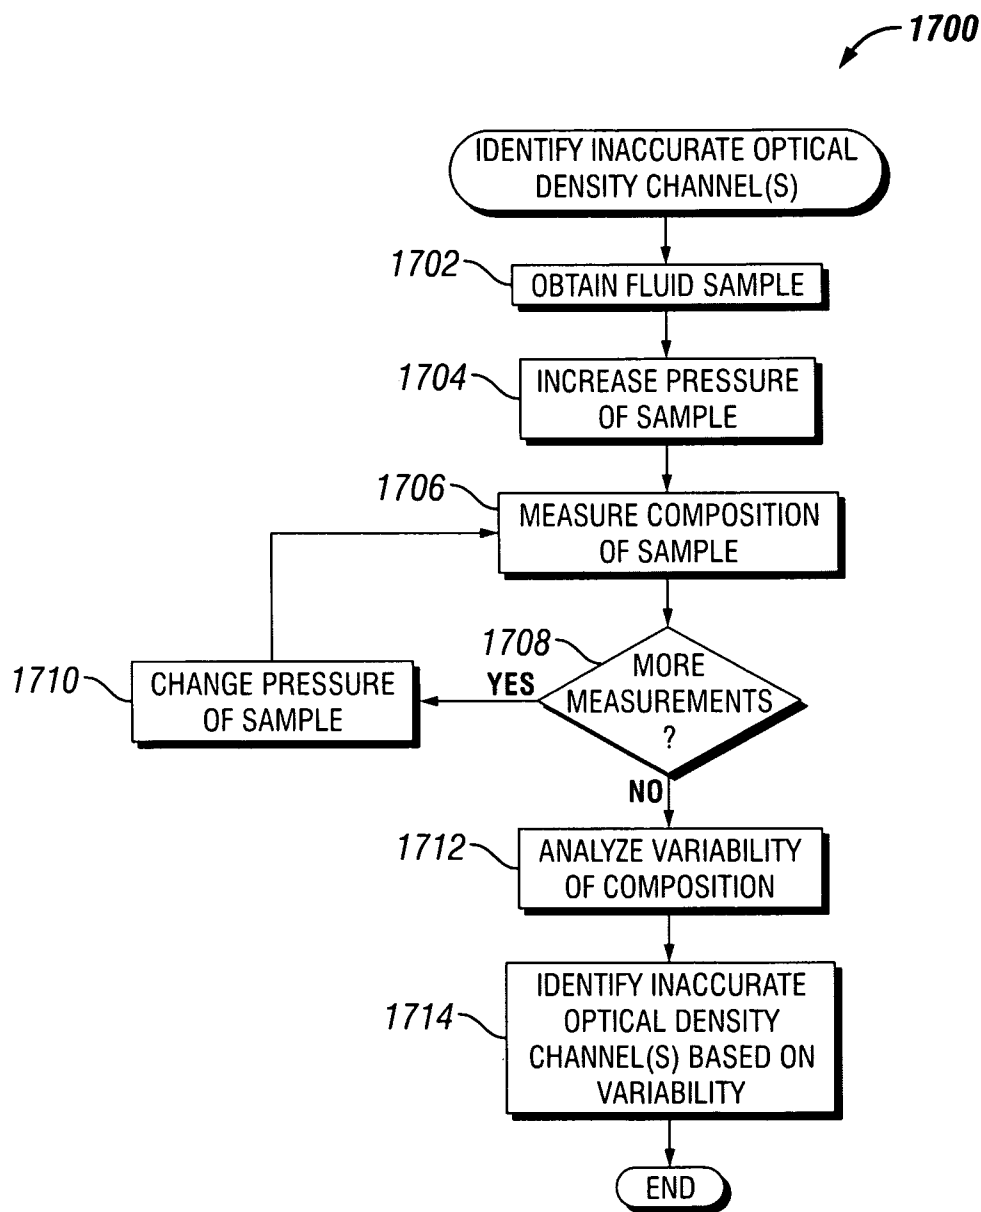 1700
IDENTIFY INACCURATE OPTICAL
DENSITY CHANNEL(S)
1702
OBTAIN FLUID SAMPLE
1704
INCREASE PRESSURE
OF SAMPLE
1706
MEASURE COMPOSITION
OF SAMPLE
1708
MORE
MEASUREMENTS
?
YES
1710
CHANGE PRESSURE
OF SAMPLE
NO
1712
ANALYZE VARIABILITY
OF COMPOSITION
1714
IDENTIFY INACCURATE
OPTICAL DENSITY
CHANNEL(S) BASED ON
VARIABILITY
END